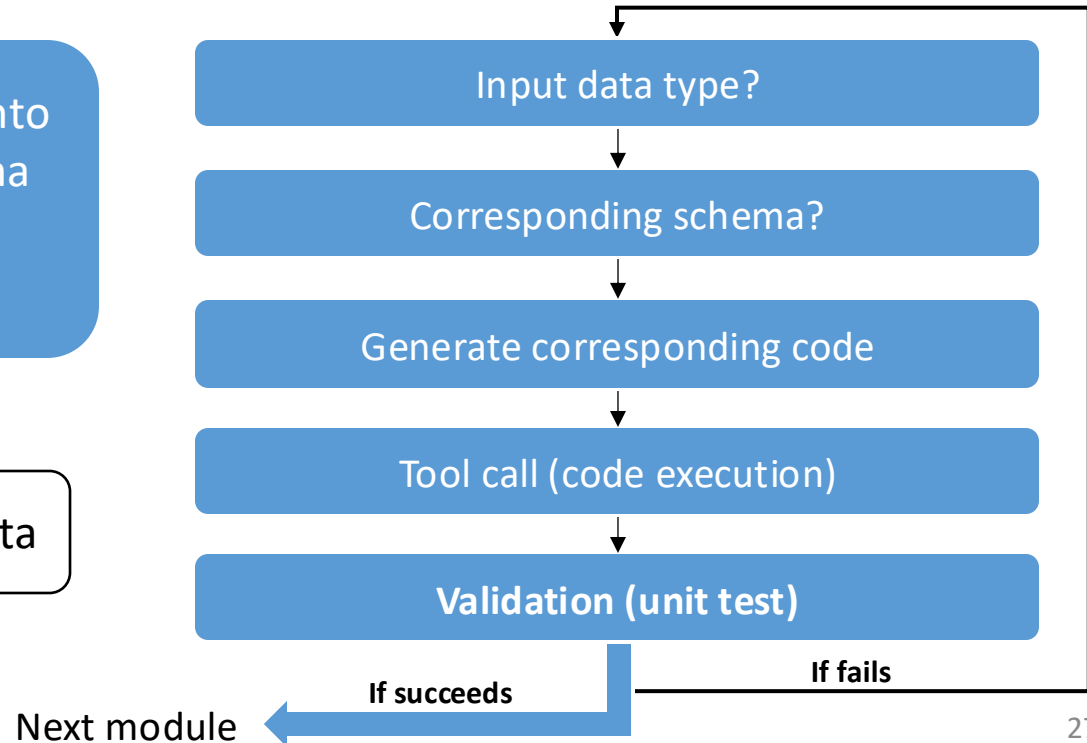 nto
na
ta
Input data type?
Corresponding schema?
Generate corresponding code
Tool call (code execution)
Validation (unit test)
If succeeds
If fails
Next module
27